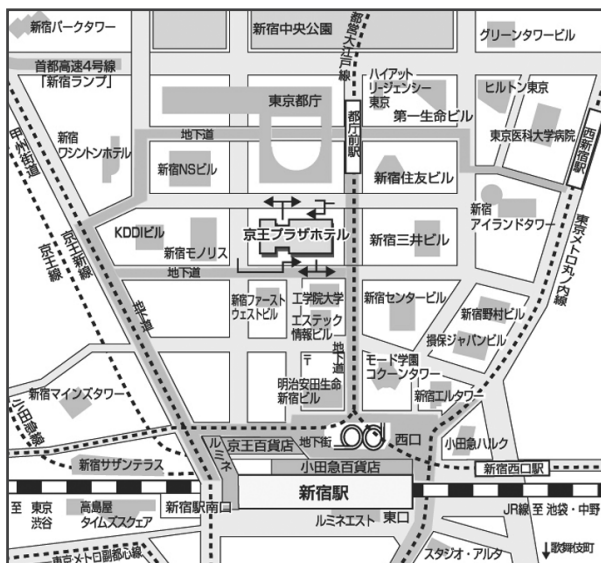 新宿パークタワー
新宿中央公園
都営大江戸線
グリーンタワービル
首都高速4号線
「新宿ランプ」
ハイアット
リージェンシー
東京
ヒルトン東京
東京都庁
第一生命ビル
都庁前駅
地下道
東京医科大学病院
西新宿駅
甲州街道
新宿
ワシントンホテル
新宿NSビル
新宿住友ビル
新宿
アイランドタワー
KDDIビル
新宿モノリス
京王プラザホテル
新宿三井ビル
京王新線
京王線
地下道
東京メトロ丸ノ内線
地下道
新宿ファースト
ウェストビル
工学院大学
エステック
情報ビル
新宿センタービル
新宿野村ビル
損保ジャパンビル
地下道
〒
モード学園
コクーンタワー
明治安田生命
新宿ビル
新宿エルタワー
新宿マインズタワー
小田急線
ルミネ
京王百貨店
地下街
西口
小田急ハルク
小田急百貨店
新宿サザンテラス
新宿西口駅
新宿駅
至 東京
渋谷
高島屋
タイムズスクェア
新宿駅南口
JR線 至 池袋・中野
ルミネエスト
東口
東京メトロ副都心線
スタジオ・アルタ
↓歌舞伎町